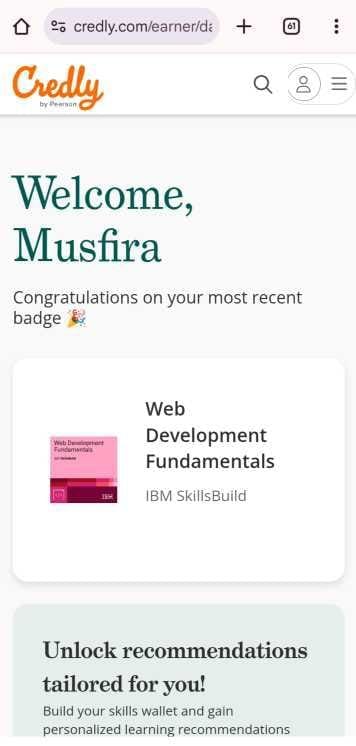 credly.com/earner/da
61
Credly
by Pearson
Welcome,
Musfira
Congratulations on your most recent
badge 🎉
Web Development
Fundamentals
IBM
Web
Development
Fundamentals
IBM SkillsBuild
Unlock recommendations
tailored for you!
Build your skills wallet and gain
personalized learning recommendations